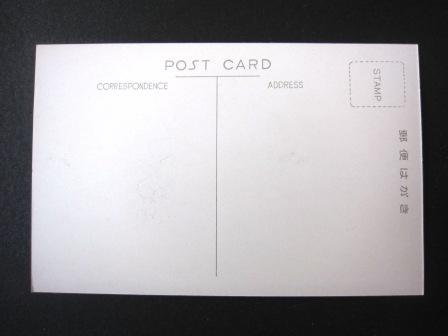 POST CARD
CORRESPONDENCE
ADDRESS
STAMP
郵便はがき